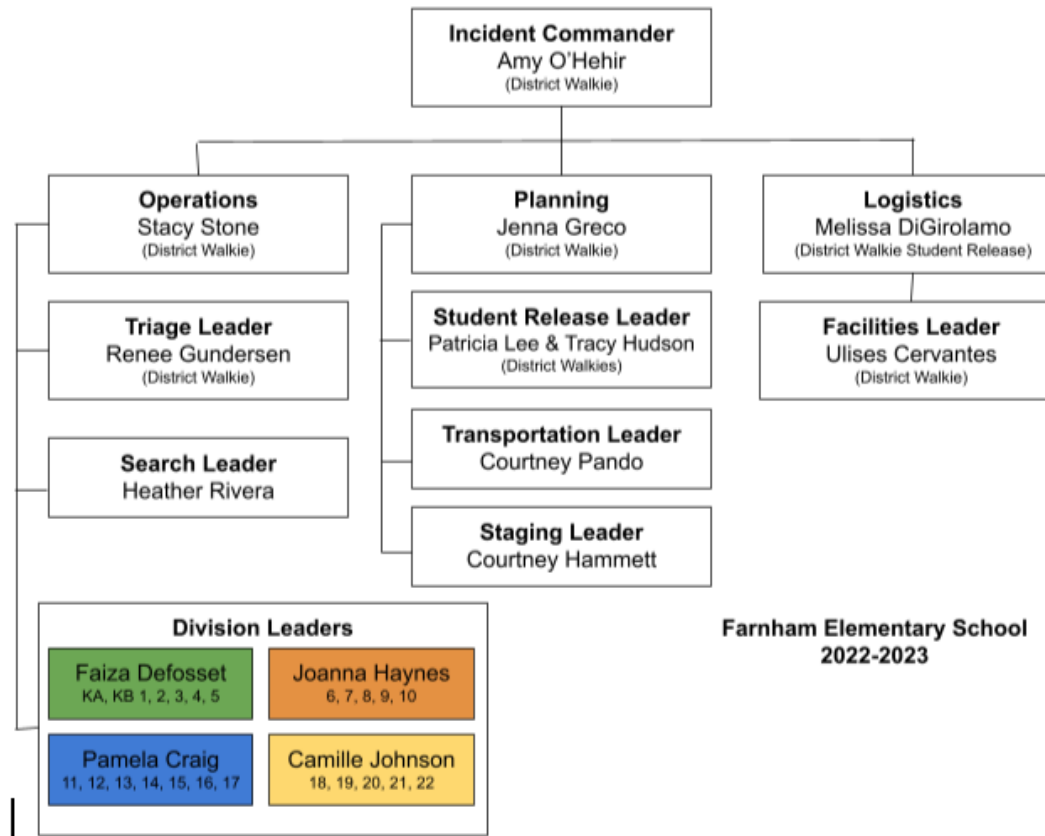 Incident Commander
Amy O'Hehir
(District Walkie)
Operations
Stacy Stone
(District Walkie)
Planning
Jenna Greco
(District Walkie)
Logistics
Melissa DiGirolamo
(District Walkie Student Release)
Triage Leader
Renee Gundersen
(District Walkie)
Student Release Leader
Patricia Lee & Tracy Hudson
(District Walkies)
Facilities Leader
Ulises Cervantes
(District Walkie)
Search Leader
Heather Rivera
Transportation Leader
Courtney Pando
Staging Leader
Courtney Hammett
Division Leaders
Faiza Defosset
KA, KB 1, 2, 3, 4, 5
Joanna Haynes
6, 7, 8, 9, 10
Pamela Craig
11, 12, 13, 14, 15, 16, 17
Camille Johnson
18, 19, 20, 21, 22
Farnham Elementary School
2022-2023